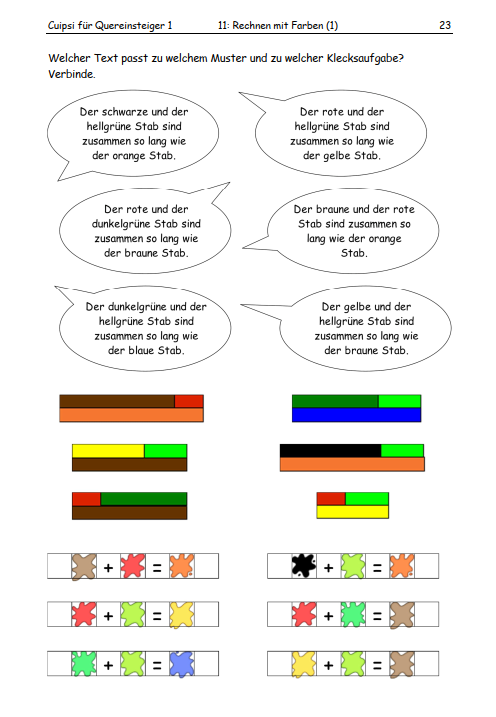 Cuipsi für Quereinsteiger 1 11: Rechnen mit Farben (1) 23
Welcher Text passt zu welchem Muster und zu welcher Klecksaufgabe?
Verbinde.
Der schwarze und der
hellgrüne Stab sind
zusammen so lang wie
der orange Stab.
Der rote und der
hellgrüne Stab sind
zusammen so lang wie
der gelbe Stab.
Der rote und der
dunkelgrüne Stab sind
zusammen so lang wie
der braune Stab.
Der braune und der rote
Stab sind zusammen so
lang wie der orange
Stab.
Der dunkelgrüne und der
hellgrüne Stab sind
zusammen so lang wie
der blaue Stab.
Der gelbe und der
hellgrüne Stab sind
zusammen so lang wie
der braune Stab.
+ =
+ =
+ =
+ =
+ =
+ =